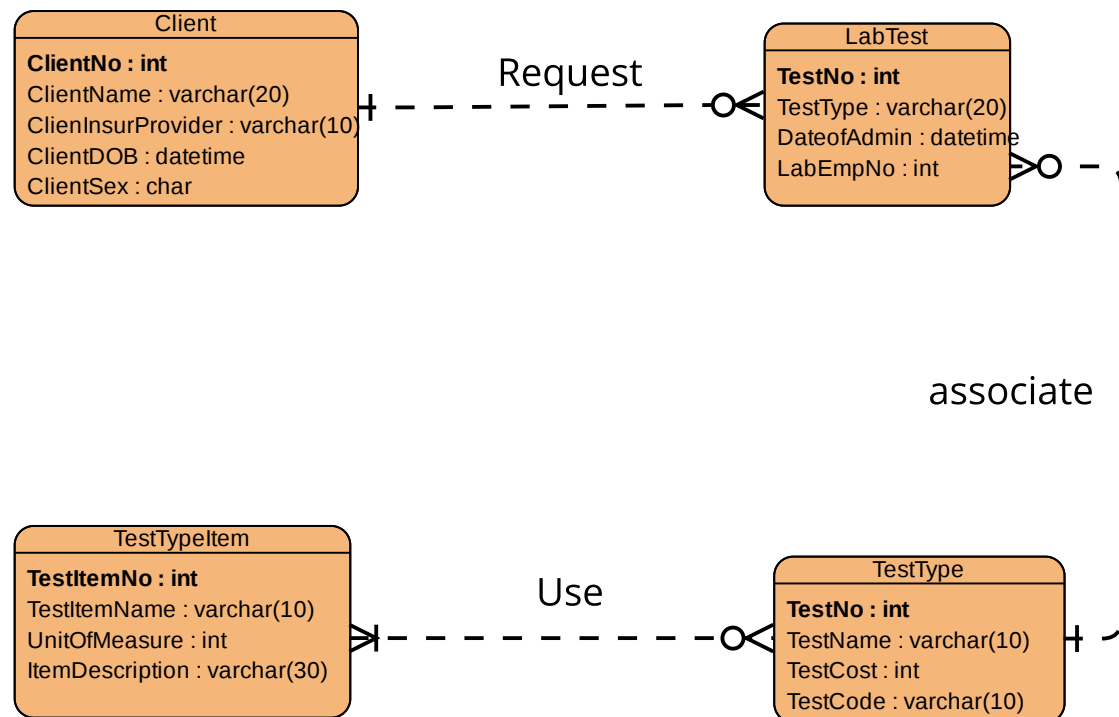 Client
ClientNo : int
ClientName : varchar(20)
ClienInsurProvider : varchar(10)
ClientDOB : datetime
ClientSex : char
Request
LabTest
TestNo : int
TestType : varchar(20)
DateofAdmin : datetime
LabEmpNo : int
associate
TestTypeItem
TestItemNo : int
TestItemName : varchar(10)
UnitOfMeasure : int
ItemDescription : varchar(30)
Use
TestType
TestNo : int
TestName : varchar(10)
TestCost : int
TestCode : varchar(10)